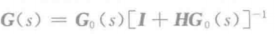 G(s) = G₀(s)[I + HG₀(s)]⁻¹